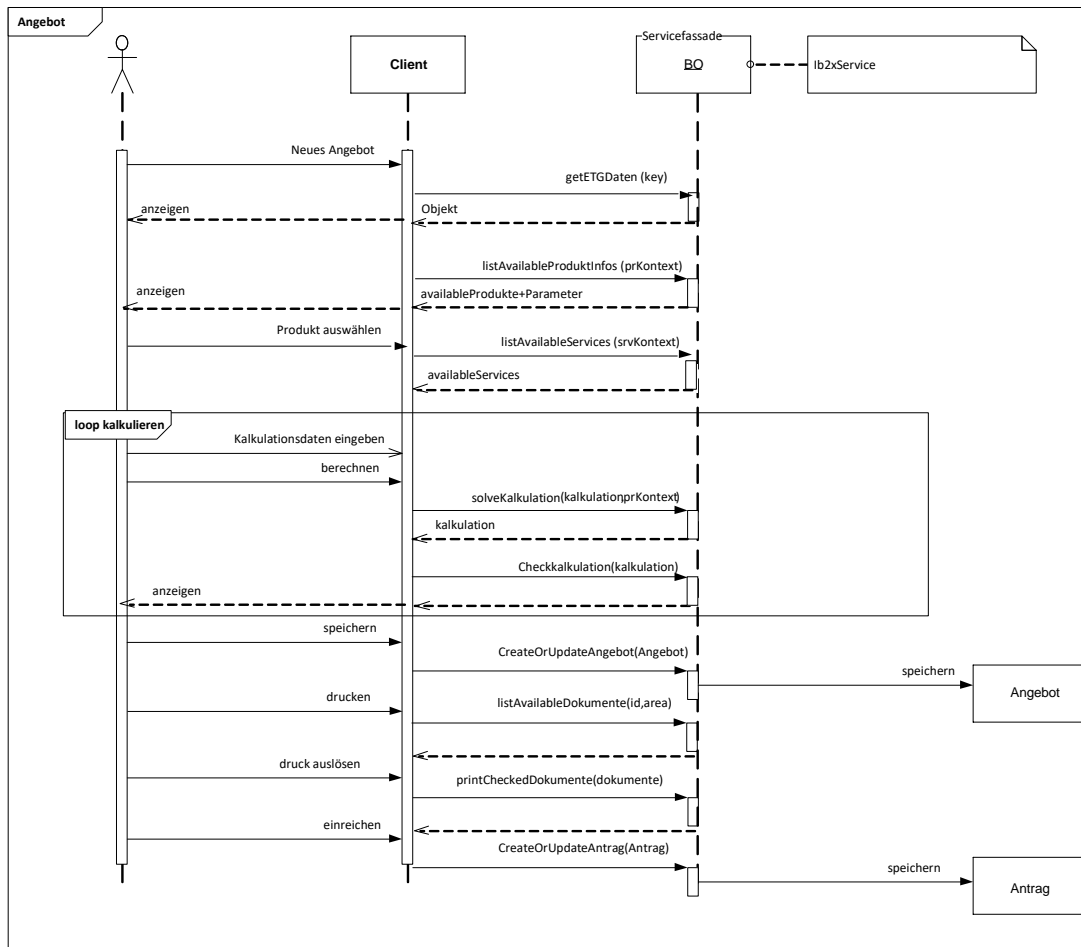 Angebot
Client
Servicefassade
BO
Ib2xService
Neues Angebot
getETGDaten (key)
anzeigen
Objekt
listAvailableProduktInfos (prKontext)
anzeigen
availableProdukte+Parameter
Produkt auswählen
listAvailableServices (srvKontext)
availableServices
loop kalkulieren
Kalkulationsdaten eingeben
berechnen
solveKalkulation(kalkulation,prKontext)
kalkulation
Checkkalkulation(kalkulation)
anzeigen
speichern
CreateOrUpdateAngebot(Angebot)
speichern
Angebot
drucken
listAvailableDokumente(id,area)
druck auslösen
printCheckedDokumente(dokumente)
einreichen
CreateOrUpdateAntrag(Antrag)
speichern
Antrag